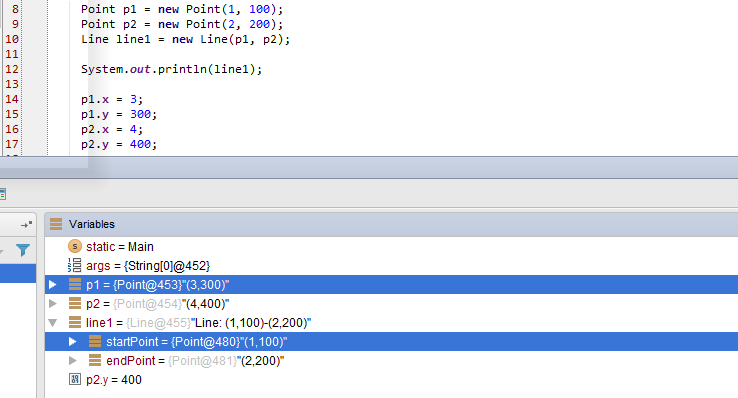 8 Point p1 = new Point(1, 100);
9 Point p2 = new Point(2, 200);
10 Line line1 = new Line(p1, p2);
11
12 System.out.println(line1);
13
14 p1.x = 3;
15 p1.y = 300;
16 p2.x = 4;
17 p2.y = 400;
Variables
s static = Main
args = {String[0]@452}
p1 = {Point@453}"(3,300)"
p2 = {Point@454}"(4,400)"
line1 = {Line@455}"Line: (1,100)-(2,200)"
startPoint = {Point@480}"(1,100)"
endPoint = {Point@481}"(2,200)"
p2.y = 400